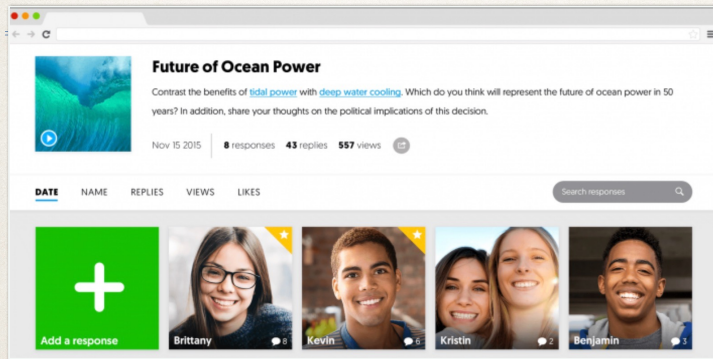 Future of Ocean Power
Contrast the benefits of tidal power with deep water cooling. Which do you think will represent the future of ocean power in 50
years? In addition, share your thoughts on the political implications of this decision.
Nov 15 2015 8 responses 43 replies 557 views
DATE NAME REPLIES VIEWS LIKES Search responses
Add a response Brittany 8 Kevin 6 Kristin 2 Benjamin 3